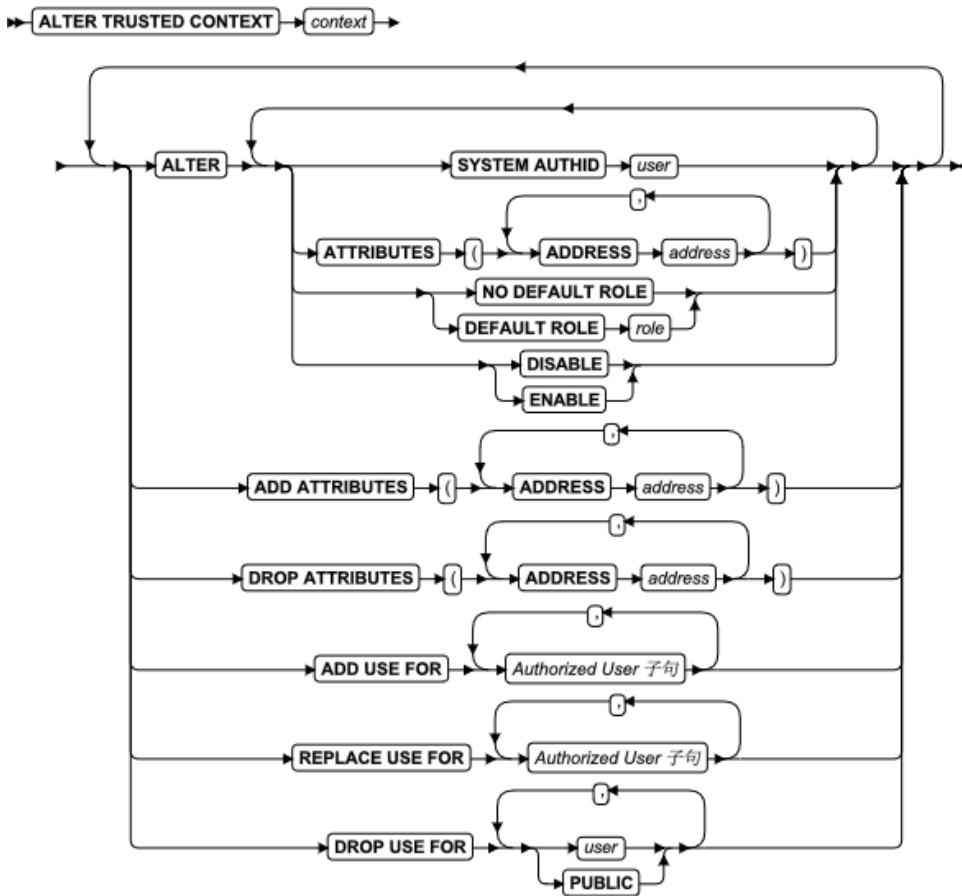 ALTER TRUSTED CONTEXT context
ALTER SYSTEM AUTHID user
,
ATTRIBUTES ( ADDRESS address )
NO DEFAULT ROLE
DEFAULT ROLE role
DISABLE
ENABLE
,
ADD ATTRIBUTES ( ADDRESS address )
,
DROP ATTRIBUTES ( ADDRESS address )
,
ADD USE FOR Authorized User 子句
,
REPLACE USE FOR Authorized User 子句
,
DROP USE FOR user
PUBLIC